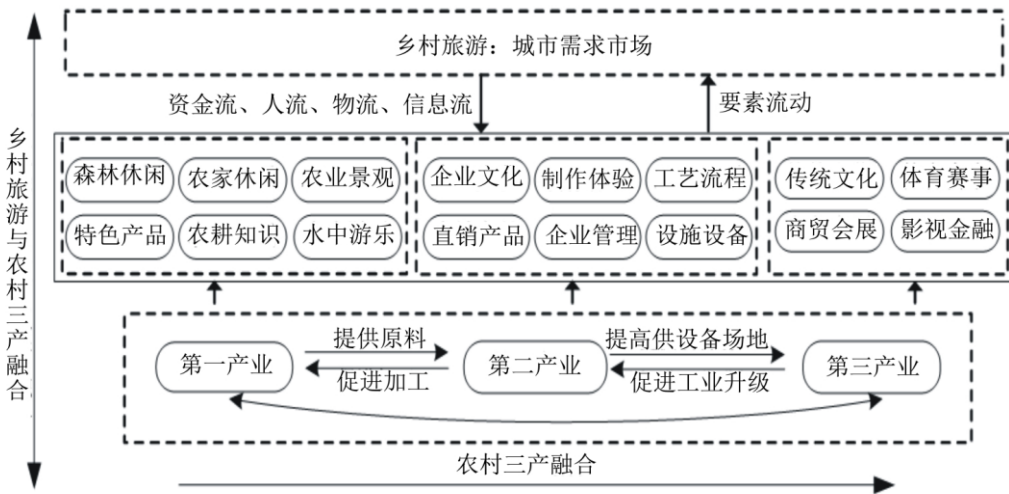 乡村旅游：城市需求市场
资金流、人流、物流、信息流
要素流动
乡村旅游与农村三产融合
森林休闲
农家休闲
农业景观
企业文化
制作体验
工艺流程
传统文化
体育赛事
特色产品
农耕知识
水中游乐
直销产品
企业管理
设施设备
商贸会展
影视金融
提供原料
提高供设备场地
第一产业
第二产业
第三产业
促进加工
促进工业升级
农村三产融合